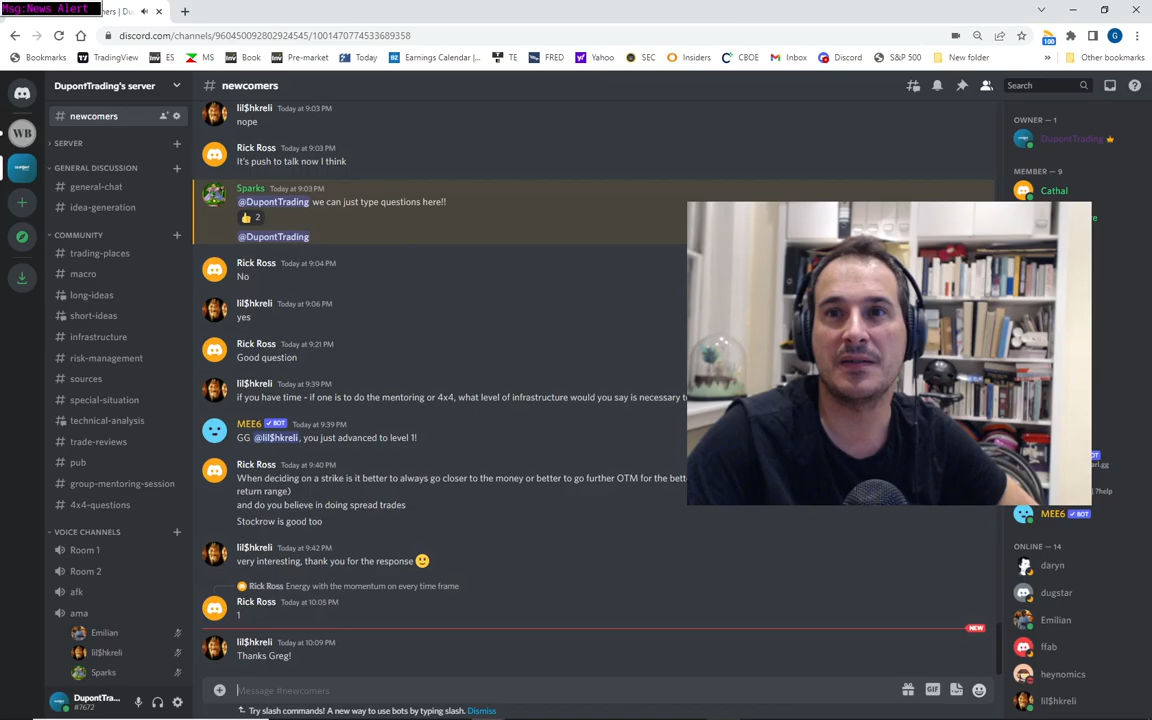 Msg:News Alert
ners | Du
discord.com/channels/960450092802924545/1001470774533689358
100
G
Bookmarks
TradingView
ES
MS
Book
Pre-market
Today
Earnings Calendar |...
TE
FRED
Yahoo
SEC
Insiders
CBOE
Inbox
Discord
S&P 500
New folder
»
Other bookmarks
DupontTrading's server
# newcomers
Search
# newcomers
SERVER
GENERAL DISCUSSION
# general-chat
# idea-generation
COMMUNITY
# trading-places
# macro
long-ideas
short-ideas
# infrastructure
# risk-management
# sources
# special-situation
# technical-analysis
# trade-reviews
# pub
# group-mentoring-session
# 4x4-questions
VOICE CHANNELS
Room 1
Room 2
afk
ama
Emilian
lil$hkreli
Sparks
DupontTra...
#7672
WB
lil$hkreli Today at 9:03 PM
nope
Rick Ross Today at 9:03 PM
It's push to talk now I think
Sparks Today at 9:03 PM
@DupontTrading we can just type questions here!!
2
@DupontTrading
Rick Ross Today at 9:04 PM
No
lil$hkreli Today at 9:06 PM
yes
Rick Ross Today at 9:21 PM
Good question
lil$hkreli Today at 9:39 PM
if you have time - if one is to do the mentoring or 4x4, what level of infrastructure would you say is necessary
MEE6 BOT Today at 9:39 PM
GG @lil$hkreli, you just advanced to level 1!
Rick Ross Today at 9:40 PM
When deciding on a strike is it better to always go closer to the money or better to go further OTM for the
return range)
and do you believe in doing spread trades
Stockrow is good too
lil$hkreli Today at 9:42 PM
very interesting, thank you for the response
Rick Ross Energy with the momentum on every time frame
Rick Ross Today at 10:05 PM
1
NEW
lil$hkreli Today at 10:09 PM
Thanks Greg!
Message #newcomers
GIF
Try slash commands! A new way to use bots by typing slash. Dismiss
OWNER — 1
DupontTrading
MEMBER — 9
Cathal
arl.gg
| ?help
MEE6 BOT
ONLINE — 14
daryn
dugstar
Emilian
ffab
heynomics
lil$hkreli